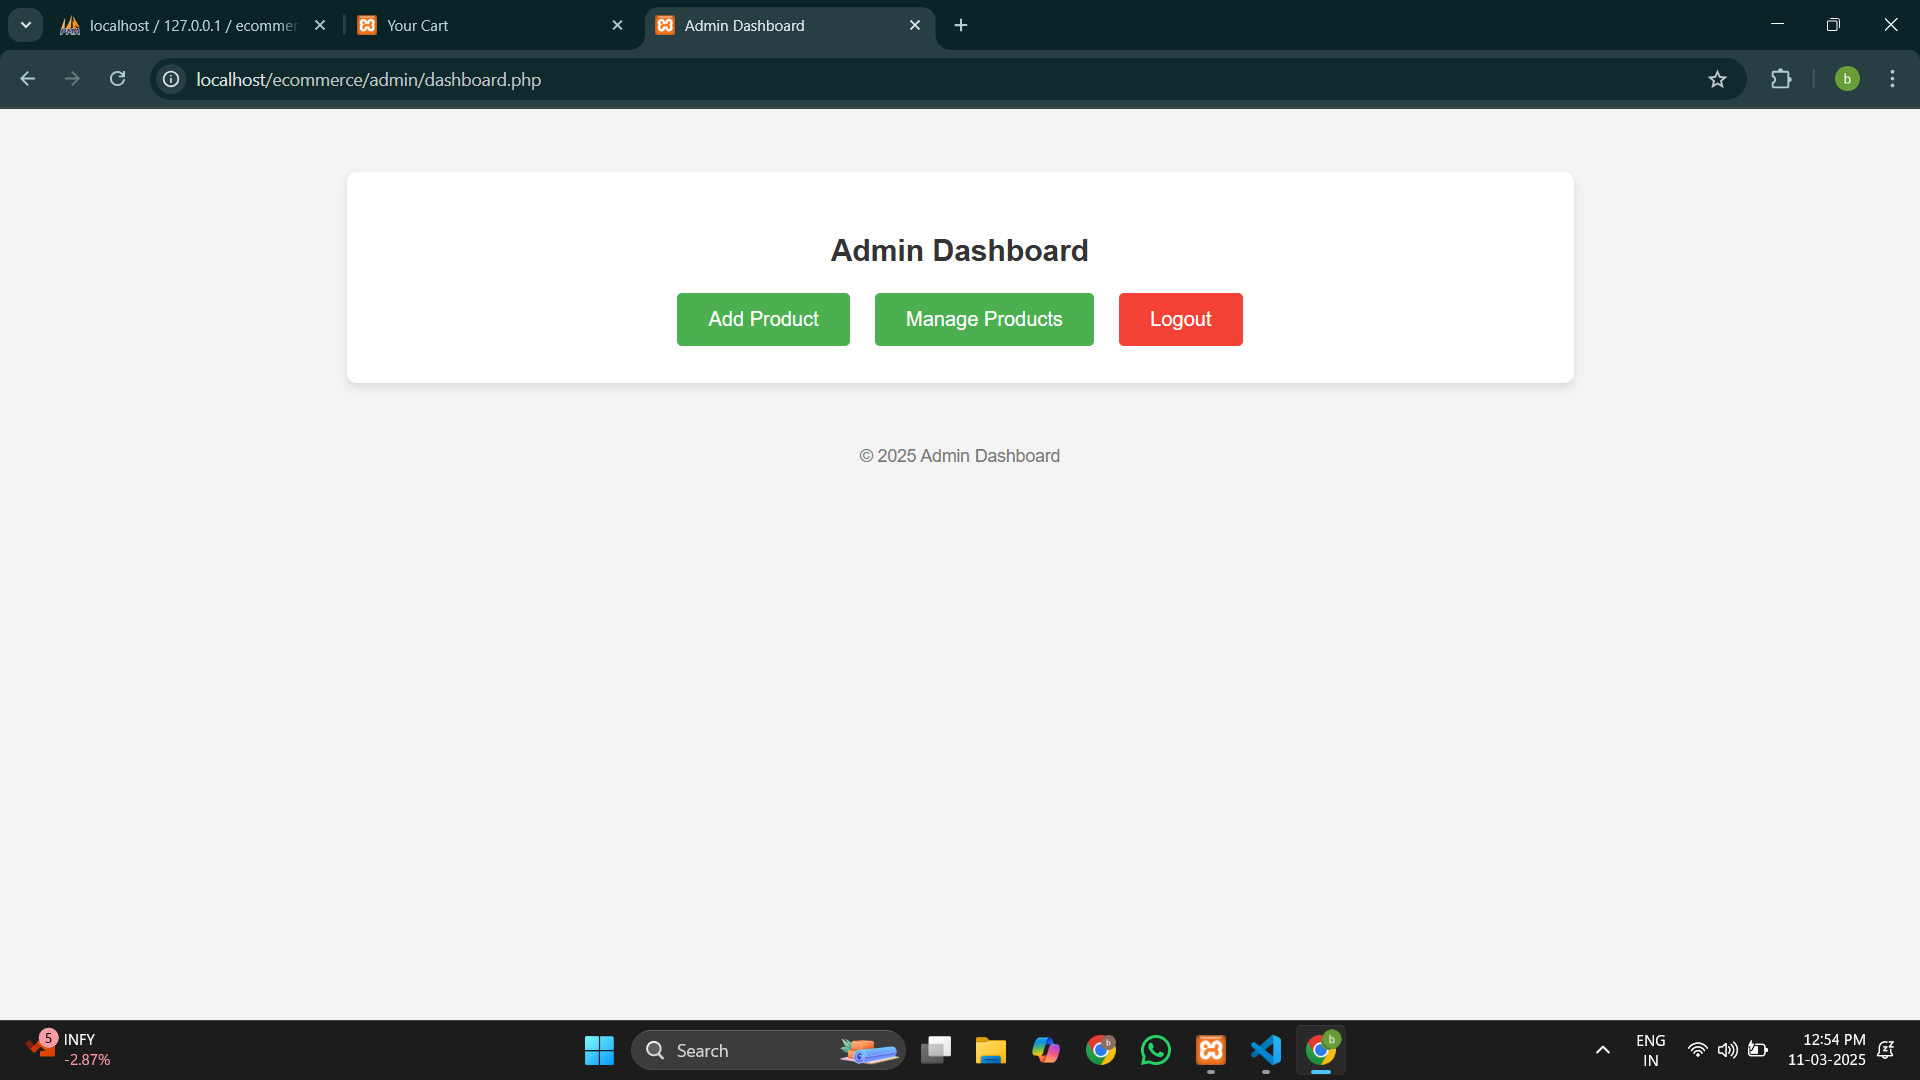 localhost / 127.0.0.1 / ecommer
Your Cart
Admin Dashboard
localhost/ecommerce/admin/dashboard.php
b
Admin Dashboard
Add Product
Manage Products
Logout
© 2025 Admin Dashboard
5
INFY
-2.87%
Search
b
b
ENG
IN
12:54 PM
11-03-2025